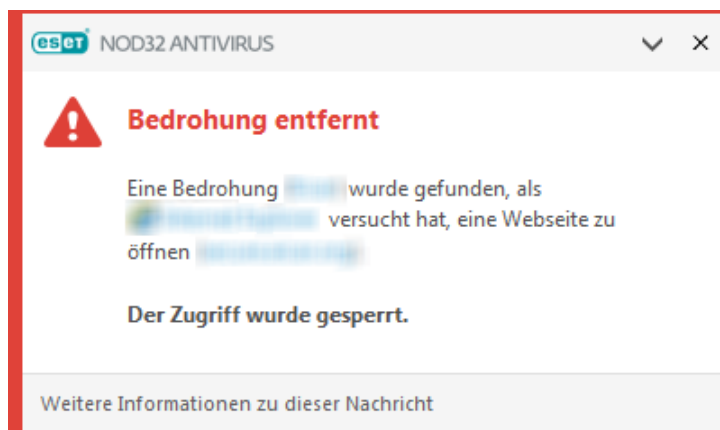 eset NOD32 ANTIVIRUS
Bedrohung entfernt
Eine Bedrohung wurde gefunden, als
versucht hat, eine Webseite zu
öffnen
Der Zugriff wurde gesperrt.
Weitere Informationen zu dieser Nachricht